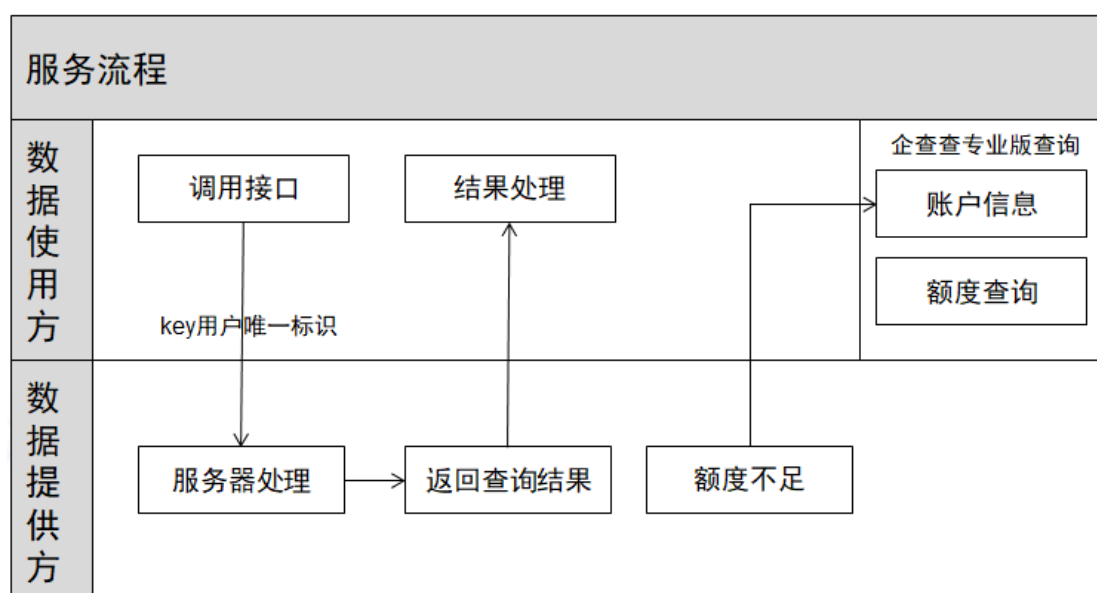 服务流程
数据使用方
调用接口
结果处理
企查查专业版查询
账户信息
额度查询
key用户唯一标识
数据提供方
服务器处理
返回查询结果
额度不足